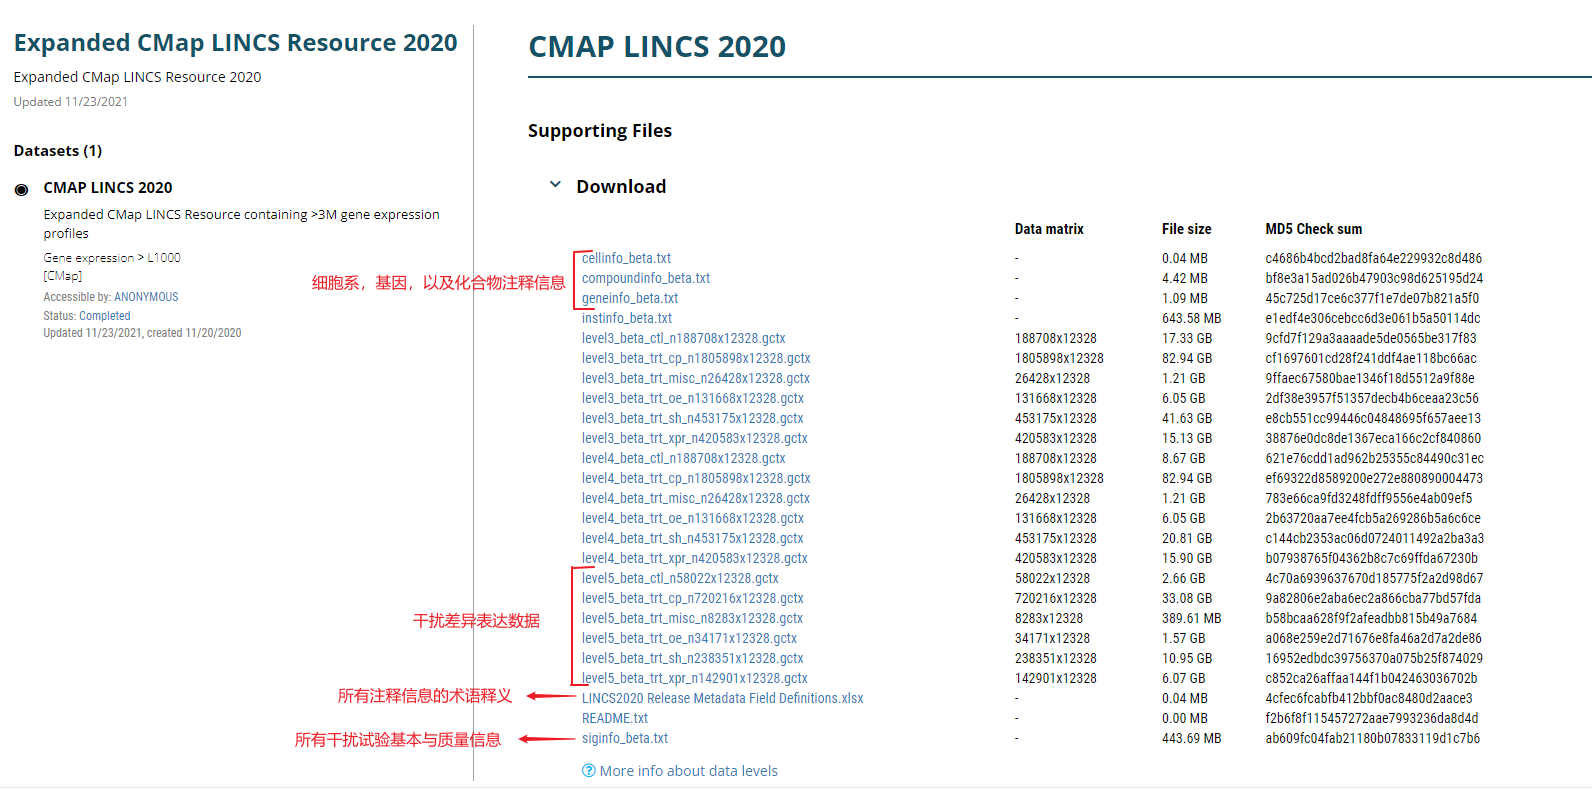 Expanded CMap LINCS Resource 2020
Expanded CMap LINCS Resource 2020
Updated 11/23/2021
Datasets (1)
CMAP LINCS 2020
Expanded CMap LINCS Resource containing >3M gene expression
profiles
Gene expression > L1000
[CMap]
Accessible by: ANONYMOUS
Status: Completed
Updated 11/23/2021, created 11/20/2020
CMAP LINCS 2020
Supporting Files
Download
Data matrix File size MD5 Check sum
细胞系，基因，以及化合物注释信息
cellinfo_beta.txt - 0.04 MB c4686b4bcd2bad8fa64e229932c8d486
compoundinfo_beta.txt - 4.42 MB bf8e3a15ad026b47903c98d625195d24
geneinfo_beta.txt - 1.09 MB 45c725d17ce6c377f1e7de07b821a5f0
instinfo_beta.txt - 643.58 MB e1edf4e306cebcc6d3e061b5a50114dc
level3_beta_ctl_n188708x12328.gctx 188708x12328 17.33 GB 9cfd7f129a3aaaade5de0565be317f83
level3_beta_trt_cp_n1805898x12328.gctx 1805898x12328 82.94 GB cf1697601cd28f241ddf4ae118bc66ac
level3_beta_trt_misc_n26428x12328.gctx 26428x12328 1.21 GB 9ffaec67580bae1346f18d5512a9f88e
level3_beta_trt_oe_n131668x12328.gctx 131668x12328 6.05 GB 2df38e3957f51357decb4b6ceaa23c56
level3_beta_trt_sh_n453175x12328.gctx 453175x12328 41.63 GB e8cb551cc99446c04848695f657aee13
level3_beta_trt_xpr_n420583x12328.gctx 420583x12328 15.13 GB 38876e0dc8de1367eca166c2cf840860
level4_beta_ctl_n188708x12328.gctx 188708x12328 8.67 GB 621e76cdd1ad962b25355c84490c31ec
level4_beta_trt_cp_n1805898x12328.gctx 1805898x12328 82.94 GB ef69322d8589200e272e880890004473
level4_beta_trt_misc_n26428x12328.gctx 26428x12328 1.21 GB 783e66ca9fd3248fdff9556e4ab09ef5
level4_beta_trt_oe_n131668x12328.gctx 131668x12328 6.05 GB 2b63720aa7ee4fcb5a269286b5a6c6ce
level4_beta_trt_sh_n453175x12328.gctx 453175x12328 20.81 GB c144cb2353ac06d0724011492a2ba3a3
level4_beta_trt_xpr_n420583x12328.gctx 420583x12328 15.90 GB b07938765f04362b8c7c69ffda67230b
干扰差异表达数据
level5_beta_ctl_n58022x12328.gctx 58022x12328 2.66 GB 4c70a6939637670d185775f2a2d98d67
level5_beta_trt_cp_n720216x12328.gctx 720216x12328 33.08 GB 9a82806e2aba6ec2a866cba77bd57fda
level5_beta_trt_misc_n8283x12328.gctx 8283x12328 389.61 MB b58bcaa628f9f2afeadbb815b49a7684
level5_beta_trt_oe_n34171x12328.gctx 34171x12328 1.57 GB a068e259e2d71676e8fa46a2d7a2de86
level5_beta_trt_sh_n238351x12328.gctx 238351x12328 10.95 GB 16952edbdc39756370a075b25f874029
level5_beta_trt_xpr_n142901x12328.gctx 142901x12328 6.07 GB c852ca26affaa144f1b042463036702b
所有注释信息的术语释义
LINCS2020 Release Metadata Field Definitions.xlsx - 0.04 MB 4cfec6fcabfb412bbf0ac8480d2aace3
README.txt - 0.00 MB f2b6f8f115457272aae7993236da8d4d
所有干扰试验基本与质量信息
siginfo_beta.txt - 443.69 MB ab609fc04fab21180b07833119d1c7b6
More info about data levels